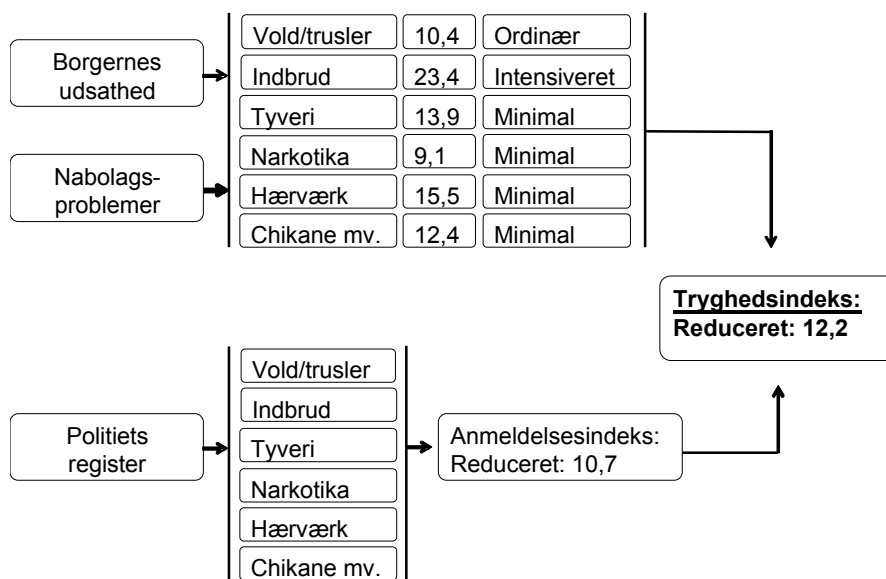 Borgernes
udsathed
Nabolags-
problemer
Vold/trusler 10,4 Ordinær
Indbrud 23,4 Intensiveret
Tyveri 13,9 Minimal
Narkotika 9,1 Minimal
Hærværk 15,5 Minimal
Chikane mv. 12,4 Minimal
Tryghedsindeks:
Reduceret: 12,2
Politiets
register
Vold/trusler
Indbrud
Tyveri
Narkotika
Hærværk
Chikane mv.
Anmeldelsesindeks:
Reduceret: 10,7